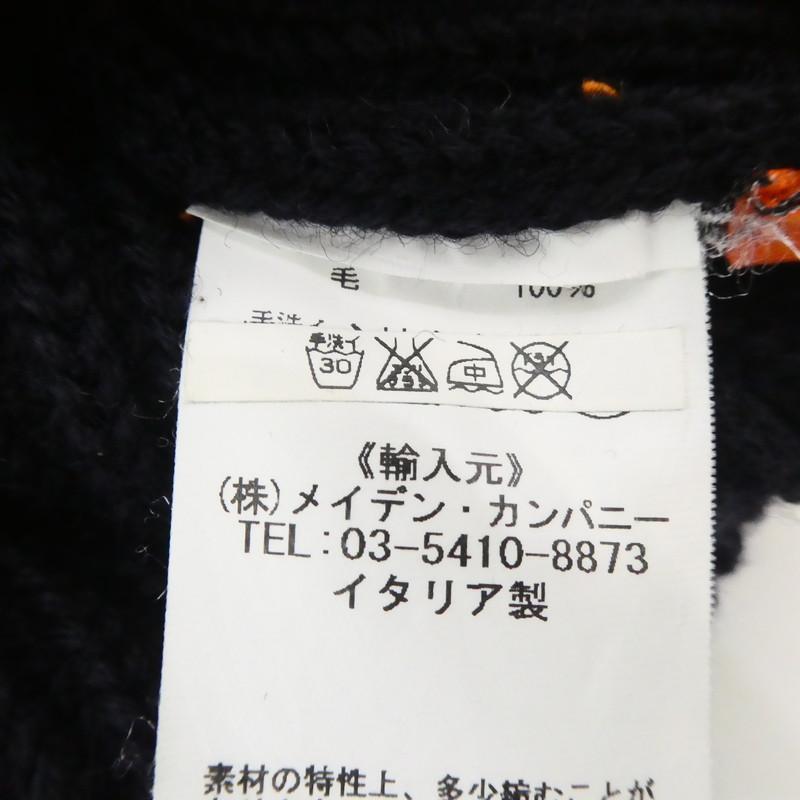 毛 100%
手洗イ 30 中
《輸入元》
(株)メイデン・カンパニー
TEL:03-5410-8873
イタリア製
素材の特性上、多少縮むことが